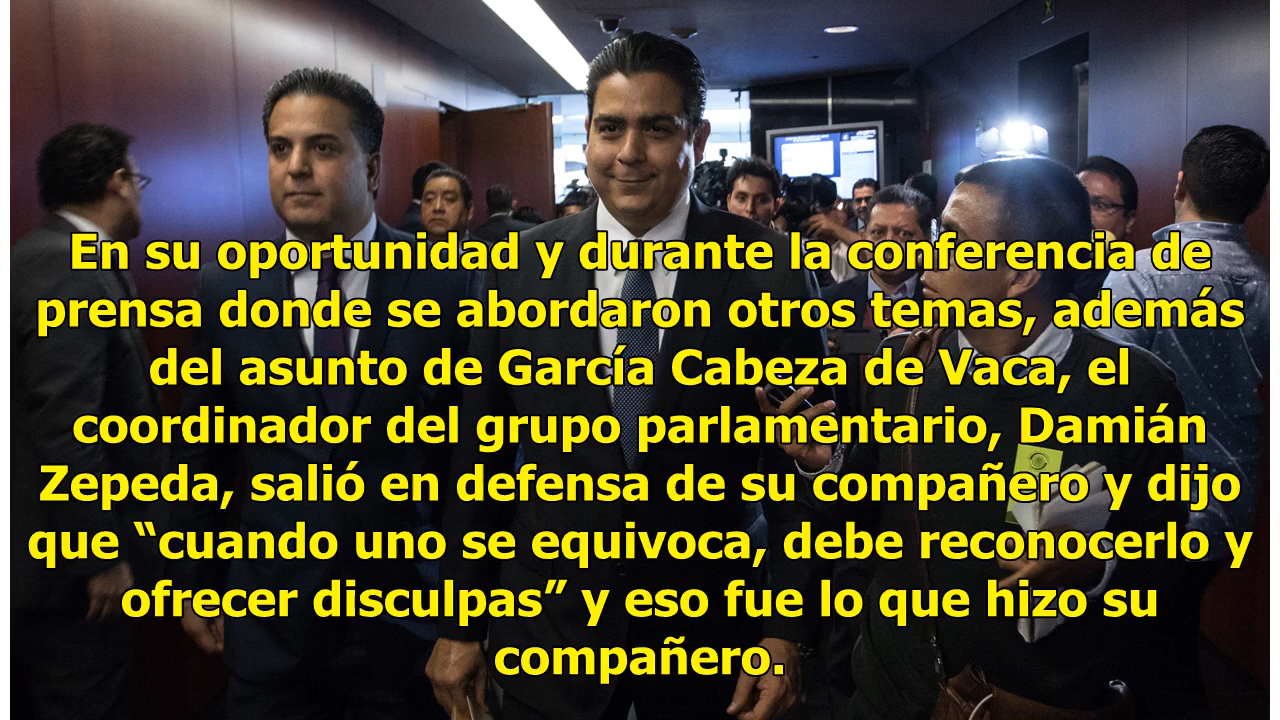 En su oportunidad y durante la conferencia de
prensa donde se abordaron otros temas, además
del asunto de García Cabeza de Vaca, el
coordinador del grupo parlamentario, Damián
Zepeda, salió en defensa de su compañero y dijo
que “cuando uno se equivoca, debe reconocerlo y
ofrecer disculpas” y eso fue lo que hizo su
compañero.